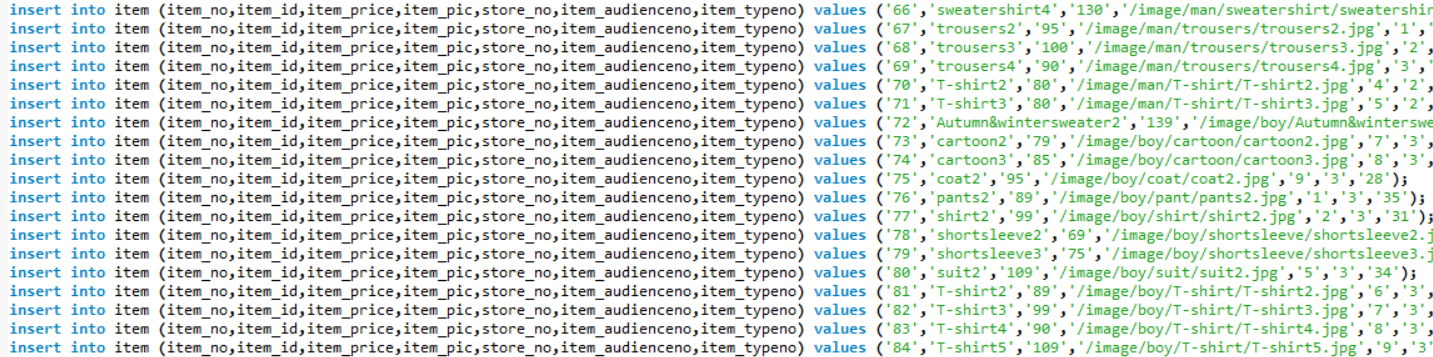 insert into item (item_no,item_id,item_price,item_pic,store_no,item_audienceno,item_typeno) values ('66','sweatershirt4','130','/image/man/sweatershirt/sweatershir
insert into item (item_no,item_id,item_price,item_pic,store_no,item_audienceno,item_typeno) values ('67','trousers2','95','/image/man/trousers/trousers2.jpg','1','
insert into item (item_no,item_id,item_price,item_pic,store_no,item_audienceno,item_typeno) values ('68','trousers3','100','/image/man/trousers/trousers3.jpg','2',
insert into item (item_no,item_id,item_price,item_pic,store_no,item_audienceno,item_typeno) values ('69','trousers4','90','/image/man/trousers/trousers4.jpg','3','
insert into item (item_no,item_id,item_price,item_pic,store_no,item_audienceno,item_typeno) values ('70','T-shirt2','80','/image/man/T-shirt/T-shirt2.jpg','4','2',
insert into item (item_no,item_id,item_price,item_pic,store_no,item_audienceno,item_typeno) values ('71','T-shirt3','80','/image/man/T-shirt/T-shirt3.jpg','5','2',
insert into item (item_no,item_id,item_price,item_pic,store_no,item_audienceno,item_typeno) values ('72','Autumn&wintersweater2','139','/image/boy/Autumn&winterswe
insert into item (item_no,item_id,item_price,item_pic,store_no,item_audienceno,item_typeno) values ('73','cartoon2','79','/image/boy/cartoon/cartoon2.jpg','7','3',
insert into item (item_no,item_id,item_price,item_pic,store_no,item_audienceno,item_typeno) values ('74','cartoon3','85','/image/boy/cartoon/cartoon3.jpg','8','3',
insert into item (item_no,item_id,item_price,item_pic,store_no,item_audienceno,item_typeno) values ('75','coat2','95','/image/boy/coat/coat2.jpg','9','3','28');
insert into item (item_no,item_id,item_price,item_pic,store_no,item_audienceno,item_typeno) values ('76','pants2','89','/image/boy/pant/pants2.jpg','1','3','35');
insert into item (item_no,item_id,item_price,item_pic,store_no,item_audienceno,item_typeno) values ('77','shirt2','99','/image/boy/shirt/shirt2.jpg','2','3','31');
insert into item (item_no,item_id,item_price,item_pic,store_no,item_audienceno,item_typeno) values ('78','shortsleeve2','69','/image/boy/shortsleeve/shortsleeve2.j
insert into item (item_no,item_id,item_price,item_pic,store_no,item_audienceno,item_typeno) values ('79','shortsleeve3','75','/image/boy/shortsleeve/shortsleeve3.j
insert into item (item_no,item_id,item_price,item_pic,store_no,item_audienceno,item_typeno) values ('80','suit2','109','/image/boy/suit/suit2.jpg','5','3','34');
insert into item (item_no,item_id,item_price,item_pic,store_no,item_audienceno,item_typeno) values ('81','T-shirt2','89','/image/boy/T-shirt/T-shirt2.jpg','6','3',
insert into item (item_no,item_id,item_price,item_pic,store_no,item_audienceno,item_typeno) values ('82','T-shirt3','99','/image/boy/T-shirt/T-shirt3.jpg','7','3',
insert into item (item_no,item_id,item_price,item_pic,store_no,item_audienceno,item_typeno) values ('83','T-shirt4','90','/image/boy/T-shirt/T-shirt4.jpg','8','3',
insert into item (item_no,item_id,item_price,item_pic,store_no,item_audienceno,item_typeno) values ('84','T-shirt5','109','/image/boy/T-shirt/T-shirt5.jpg','9','3'